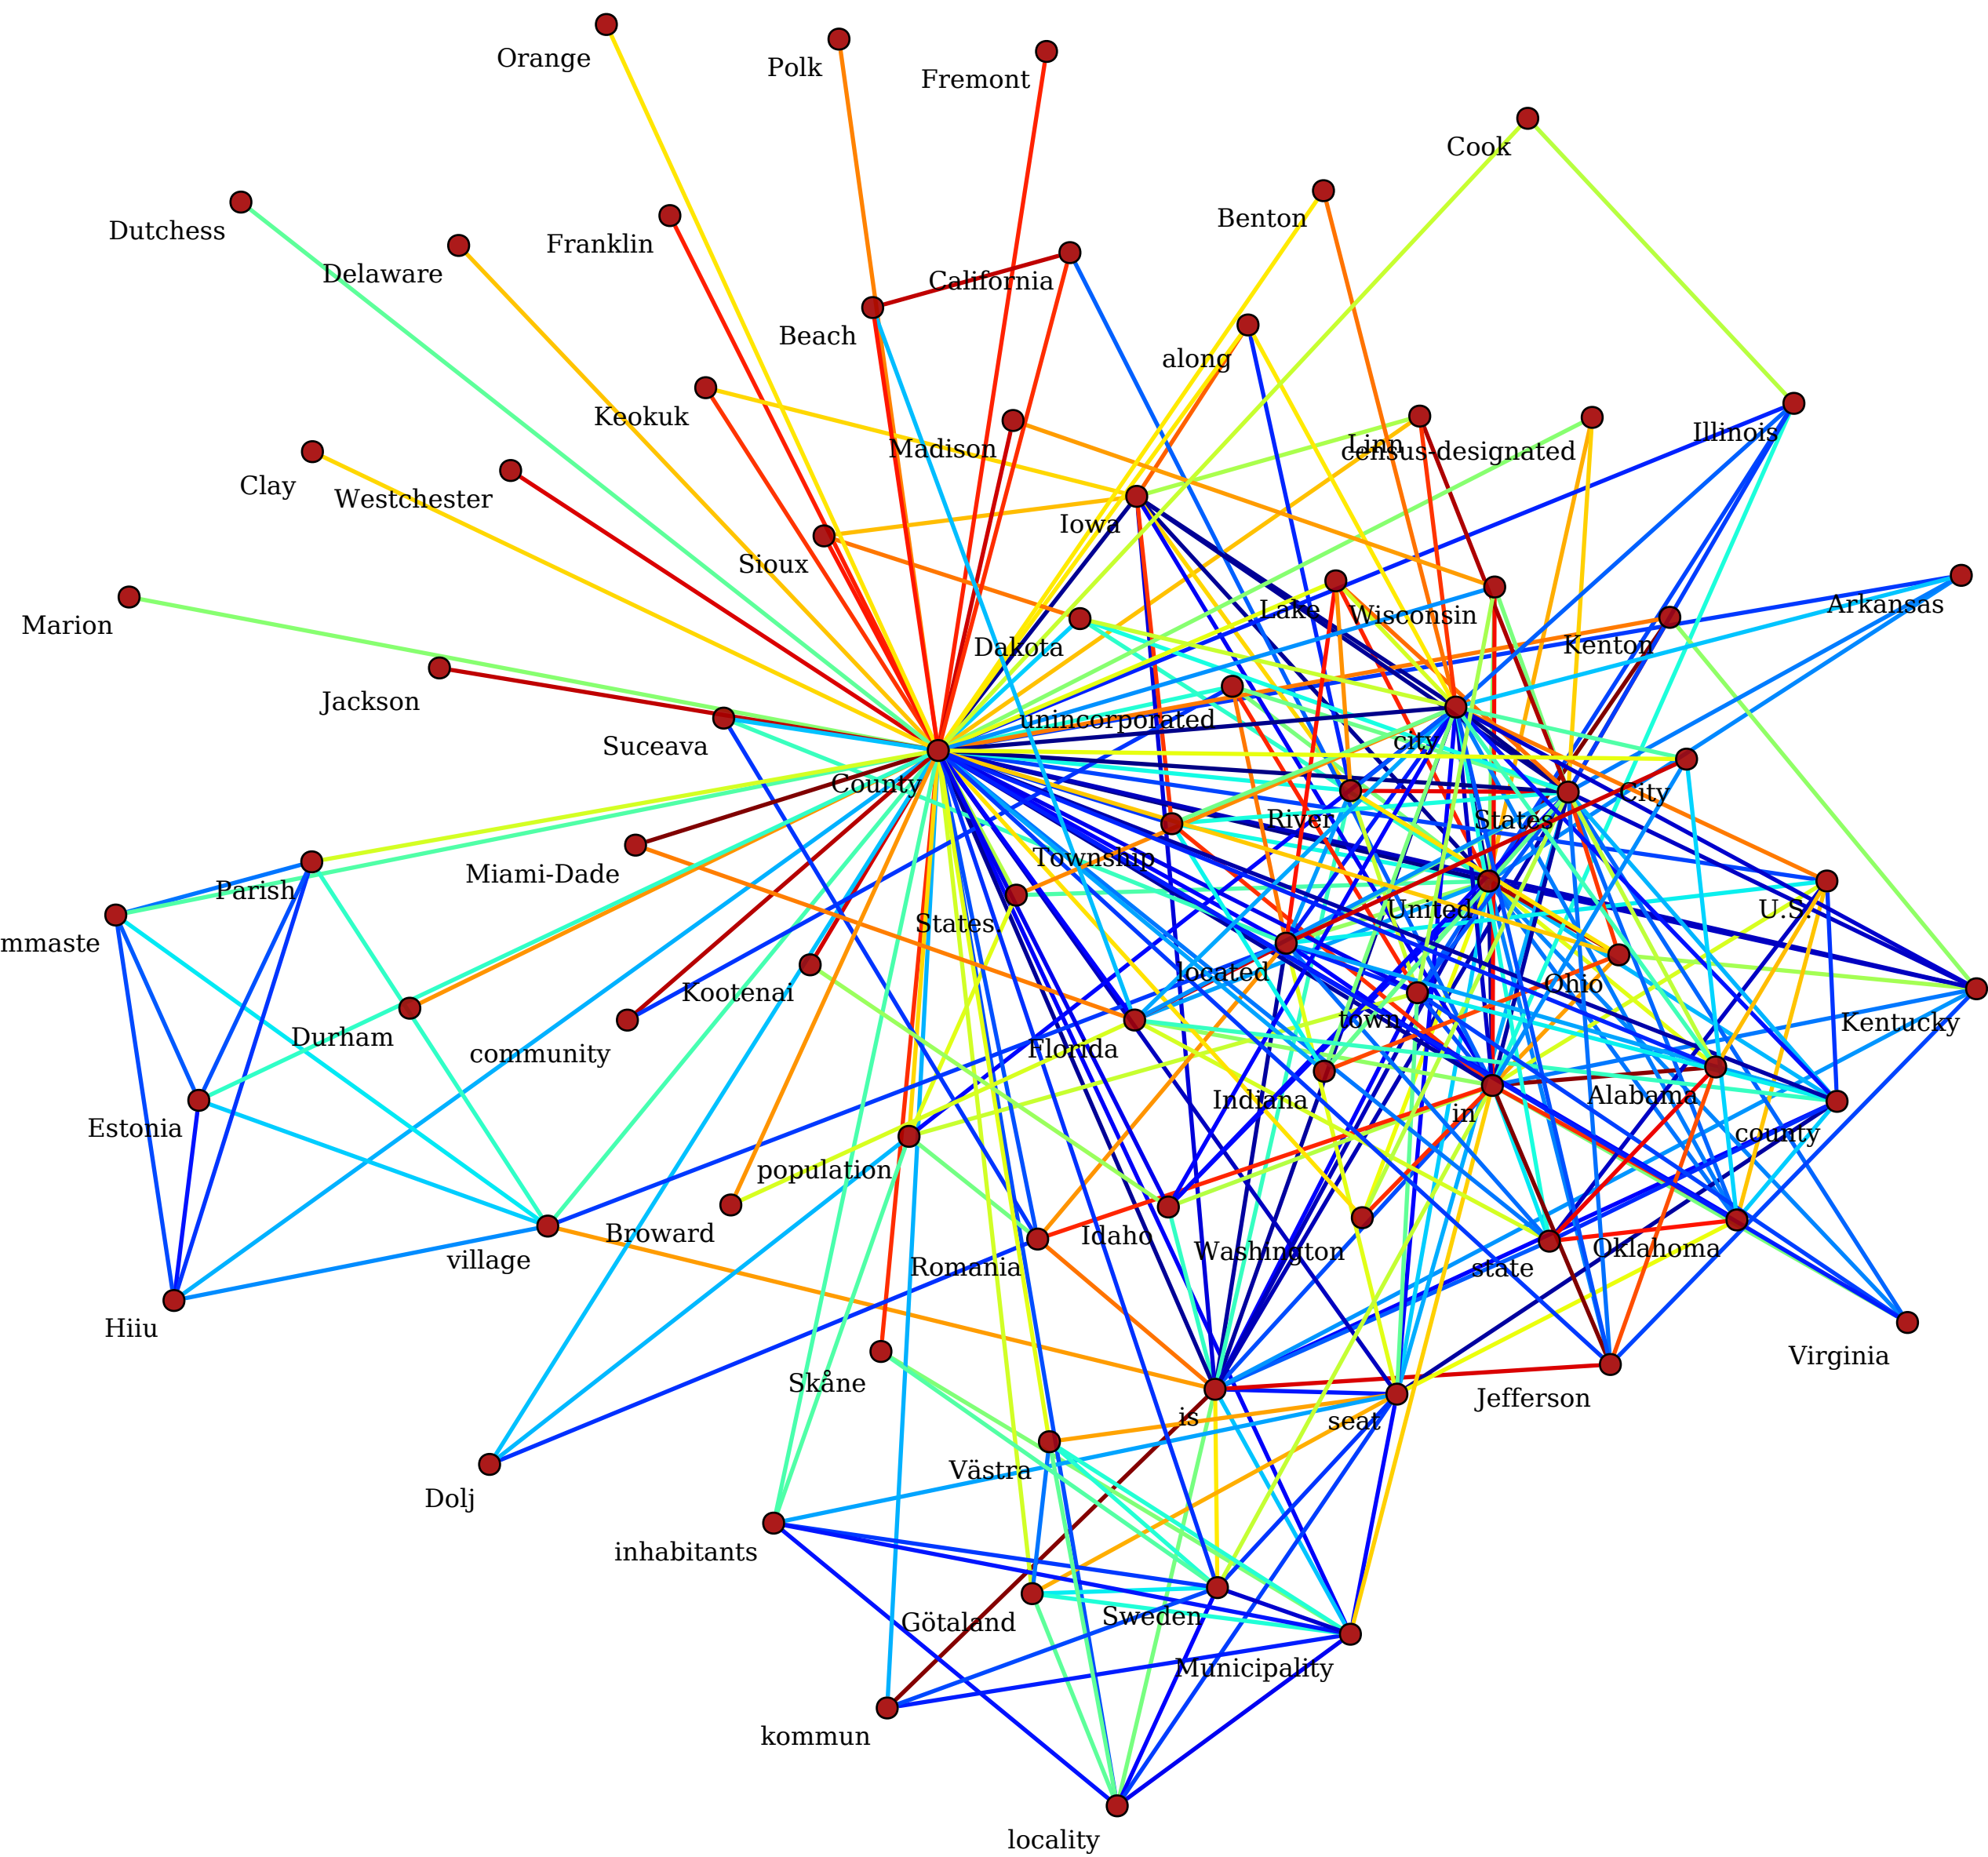 Orange
Polk
Fremont
Cook
Benton
Dutchess
Franklin
Delaware
California
Beach
along
Keokuk
Madison
Linn
census-designated
Illinois
Clay
Westchester
Iowa
Sioux
Lake
Wisconsin
Arkansas
Marion
Dakota
Kenton
Jackson
unincorporated
Suceava
city
County
City
River
States
Township
Miami-Dade
Parish
United
U.S.
States.
mmaste
located
Kootenai
Ohio
Durham
town
Kentucky
community
Florida
Indiana
Alabama
in
Estonia
county
population
Broward
Idaho
Washington
Oklahoma
village
Romania
state
Hiiu
Virginia
Skåne
Jefferson
is
seat
Västra
Dolj
inhabitants
Götaland
Sweden
Municipality
kommun
locality